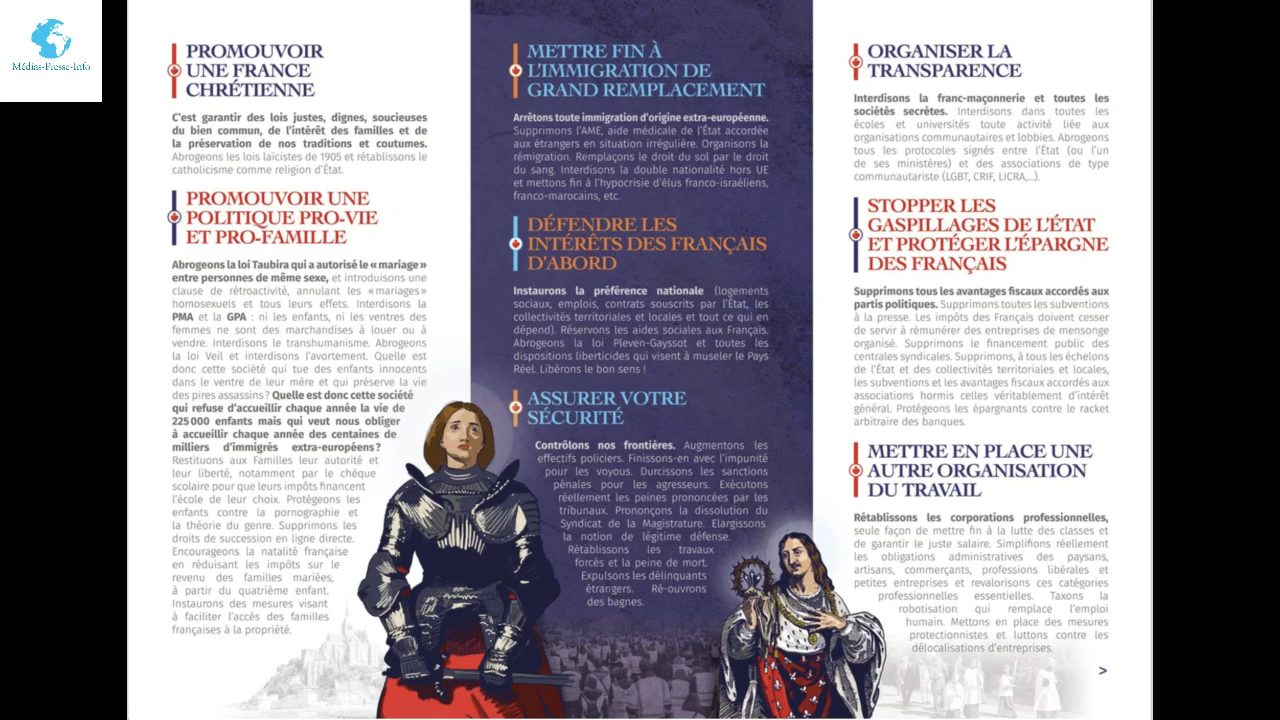 Médias-Presse-Info
PROMOUVOIR
UNE FRANCE
CHRÉTIENNE
C'est garantir des lois justes, dignes, soucieuses
du bien commun, de l'intérêt des familles et de
la préservation de nos traditions et coutumes.
Abrogeons les lois laïcistes de 1905 et rétablissons le
catholicisme comme religion d'État.
PROMOUVOIR UNE
POLITIQUE PRO-VIE
ET PRO-FAMILLE
Abrogeons la loi Taubira qui a autorisé le « mariage »
entre personnes de même sexe, et introduisons une
clause de rétroactivité, annulant les « mariages »
homosexuels et tous leurs effets. Interdisons la
PMA et la GPA : ni les enfants, ni les ventres des
femmes ne sont des marchandises à louer ou à
vendre. Interdisons le transhumanisme. Abrogeons
la loi Veil et interdisons l'avortement. Quelle est
donc cette société qui tue des enfants innocents
dans le ventre de leur mère et qui préserve la vie
des pires assassins ? Quelle est donc cette société
qui refuse d'accueillir chaque année la vie de
225 000 enfants mais qui veut nous obliger
à accueillir chaque année des centaines de
milliers d'immigrés extra-européens ?
Restituons aux Familles leur autorité et
leur liberté, notamment par le chèque
scolaire pour que leurs impôts financent
l'école de leur choix. Protégeons les
enfants contre la pornographie et
la théorie du genre. Supprimons les
droits de succession en ligne directe.
Encourageons la natalité française
en réduisant les impôts sur le
revenu des familles mariées,
à partir du quatrième enfant.
Instaurons des mesures visant
à faciliter l'accès des familles
françaises à la propriété.
METTRE FIN À
L'IMMIGRATION DE
GRAND REMPLACEMENT
Arrêtons toute immigration d'origine extra-européenne.
Supprimons l'AME, aide médicale de l'État accordée
aux étrangers en situation irrégulière. Organisons la
rémigration. Remplaçons le droit du sol par le droit
du sang. Interdisons la double nationalité hors UE
et mettons fin à l'hypocrisie d'élus franco-israéliens,
franco-marocains, etc.
DÉFENDRE LES
INTÉRÊTS DES FRANÇAIS
D'ABORD
Instaurons la préférence nationale (logements
sociaux, emplois, contrats souscrits par l'État, les
collectivités territoriales et locales et tout ce qui en
dépend). Réservons les aides sociales aux Français.
Abrogeons la loi Pleven-Gayssot et toutes les
dispositions liberticides qui visent à museler le Pays
Réel. Libérons le bon sens !
ASSURER VOTRE
SÉCURITÉ
Contrôlons nos frontières. Augmentons les
effectifs policiers. Finissons-en avec l'impunité
pour les voyous. Durcissons les sanctions
pénales pour les agresseurs. Exécutons
réellement les peines prononcées par les
tribunaux. Prononçons la dissolution du
Syndicat de la Magistrature. Elargissons
la notion de légitime défense.
Rétablissons les travaux
forcés et la peine de mort.
Expulsons les délinquants
étrangers. Ré-ouvrons
des bagnes.
ORGANISER LA
TRANSPARENCE
Interdisons la franc-maçonnerie et toutes les
sociétés secrètes. Interdisons dans toutes les
écoles et universités toute activité liée aux
organisations communautaires et lobbies. Abrogeons
tous les protocoles signés entre l'État (ou l'un
de ses ministères) et des associations de type
communautariste (LGBT, CRIF, LICRA,...).
STOPPER LES
GASPILLAGES DE L'ÉTAT
ET PROTÉGER L'ÉPARGNE
DES FRANÇAIS
Supprimons tous les avantages fiscaux accordés aux
partis politiques. Supprimons toutes les subventions
à la presse. Les impôts des Français doivent cesser
de servir à rémunérer des entreprises de mensonge
organisé. Supprimons le financement public des
centrales syndicales. Supprimons, à tous les échelons
de l'État et des collectivités territoriales et locales,
les subventions et les avantages fiscaux accordés aux
associations hormis celles véritablement d'intérêt
général. Protégeons les épargnants contre le racket
arbitraire des banques.
METTRE EN PLACE UNE
AUTRE ORGANISATION
DU TRAVAIL
Rétablissons les corporations professionnelles,
seule façon de mettre fin à la lutte des classes et
de garantir le juste salaire. Simplifions réellement
les obligations administratives des paysans,
artisans, commerçants, professions libérales et
petites entreprises et revalorisons ces catégories
professionnelles essentielles. Taxons la
robotisation qui remplace l'emploi
humain. Mettons en place des mesures
protectionnistes et luttons contre les
délocalisations d'entreprises.
>